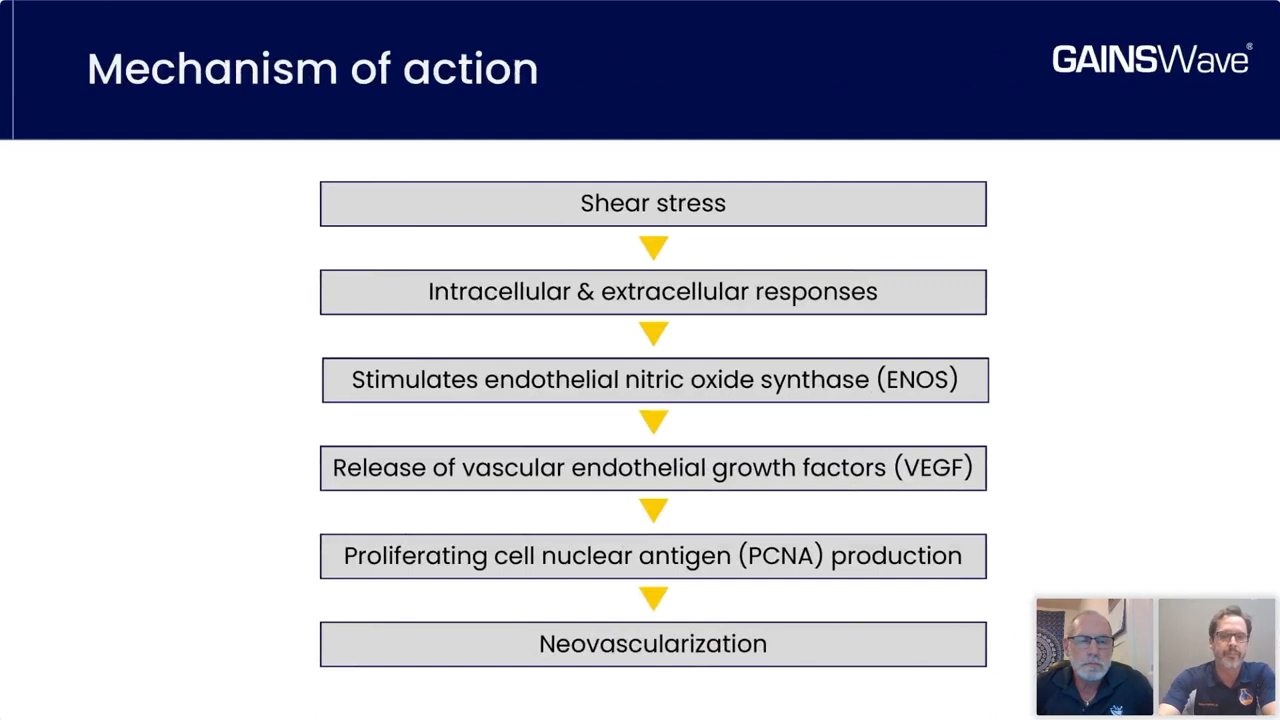 Mechanism of action
GAINSWave®
Shear stress
Intracellular & extracellular responses
Stimulates endothelial nitric oxide synthase (ENOS)
Release of vascular endothelial growth factors (VEGF)
Proliferating cell nuclear antigen (PCNA) production
Neovascularization